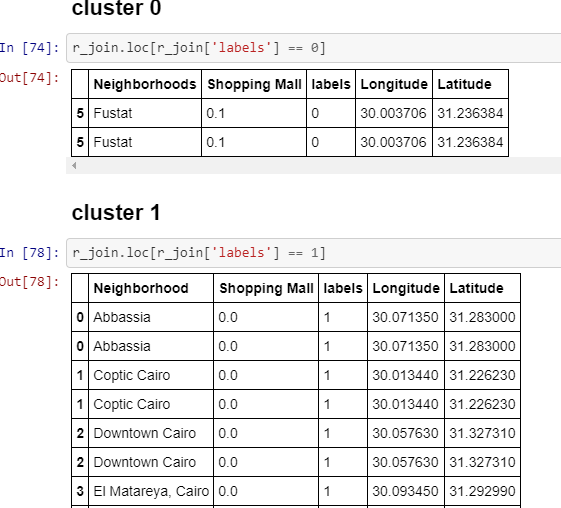 cluster 0
In [74]: r_join.loc[r_join['labels'] == 0]
Out[74]:
Neighborhoods Shopping Mall labels Longitude Latitude
5 Fustat 0.1 0 30.003706 31.236384
5 Fustat 0.1 0 30.003706 31.236384
cluster 1
In [78]: r_join.loc[r_join['labels'] == 1]
Out[78]:
Neighborhood Shopping Mall labels Longitude Latitude
0 Abbassia 0.0 1 30.071350 31.283000
0 Abbassia 0.0 1 30.071350 31.283000
1 Coptic Cairo 0.0 1 30.013440 31.226230
1 Coptic Cairo 0.0 1 30.013440 31.226230
2 Downtown Cairo 0.0 1 30.057630 31.327310
2 Downtown Cairo 0.0 1 30.057630 31.327310
3 El Matareya, Cairo 0.0 1 30.093450 31.292990